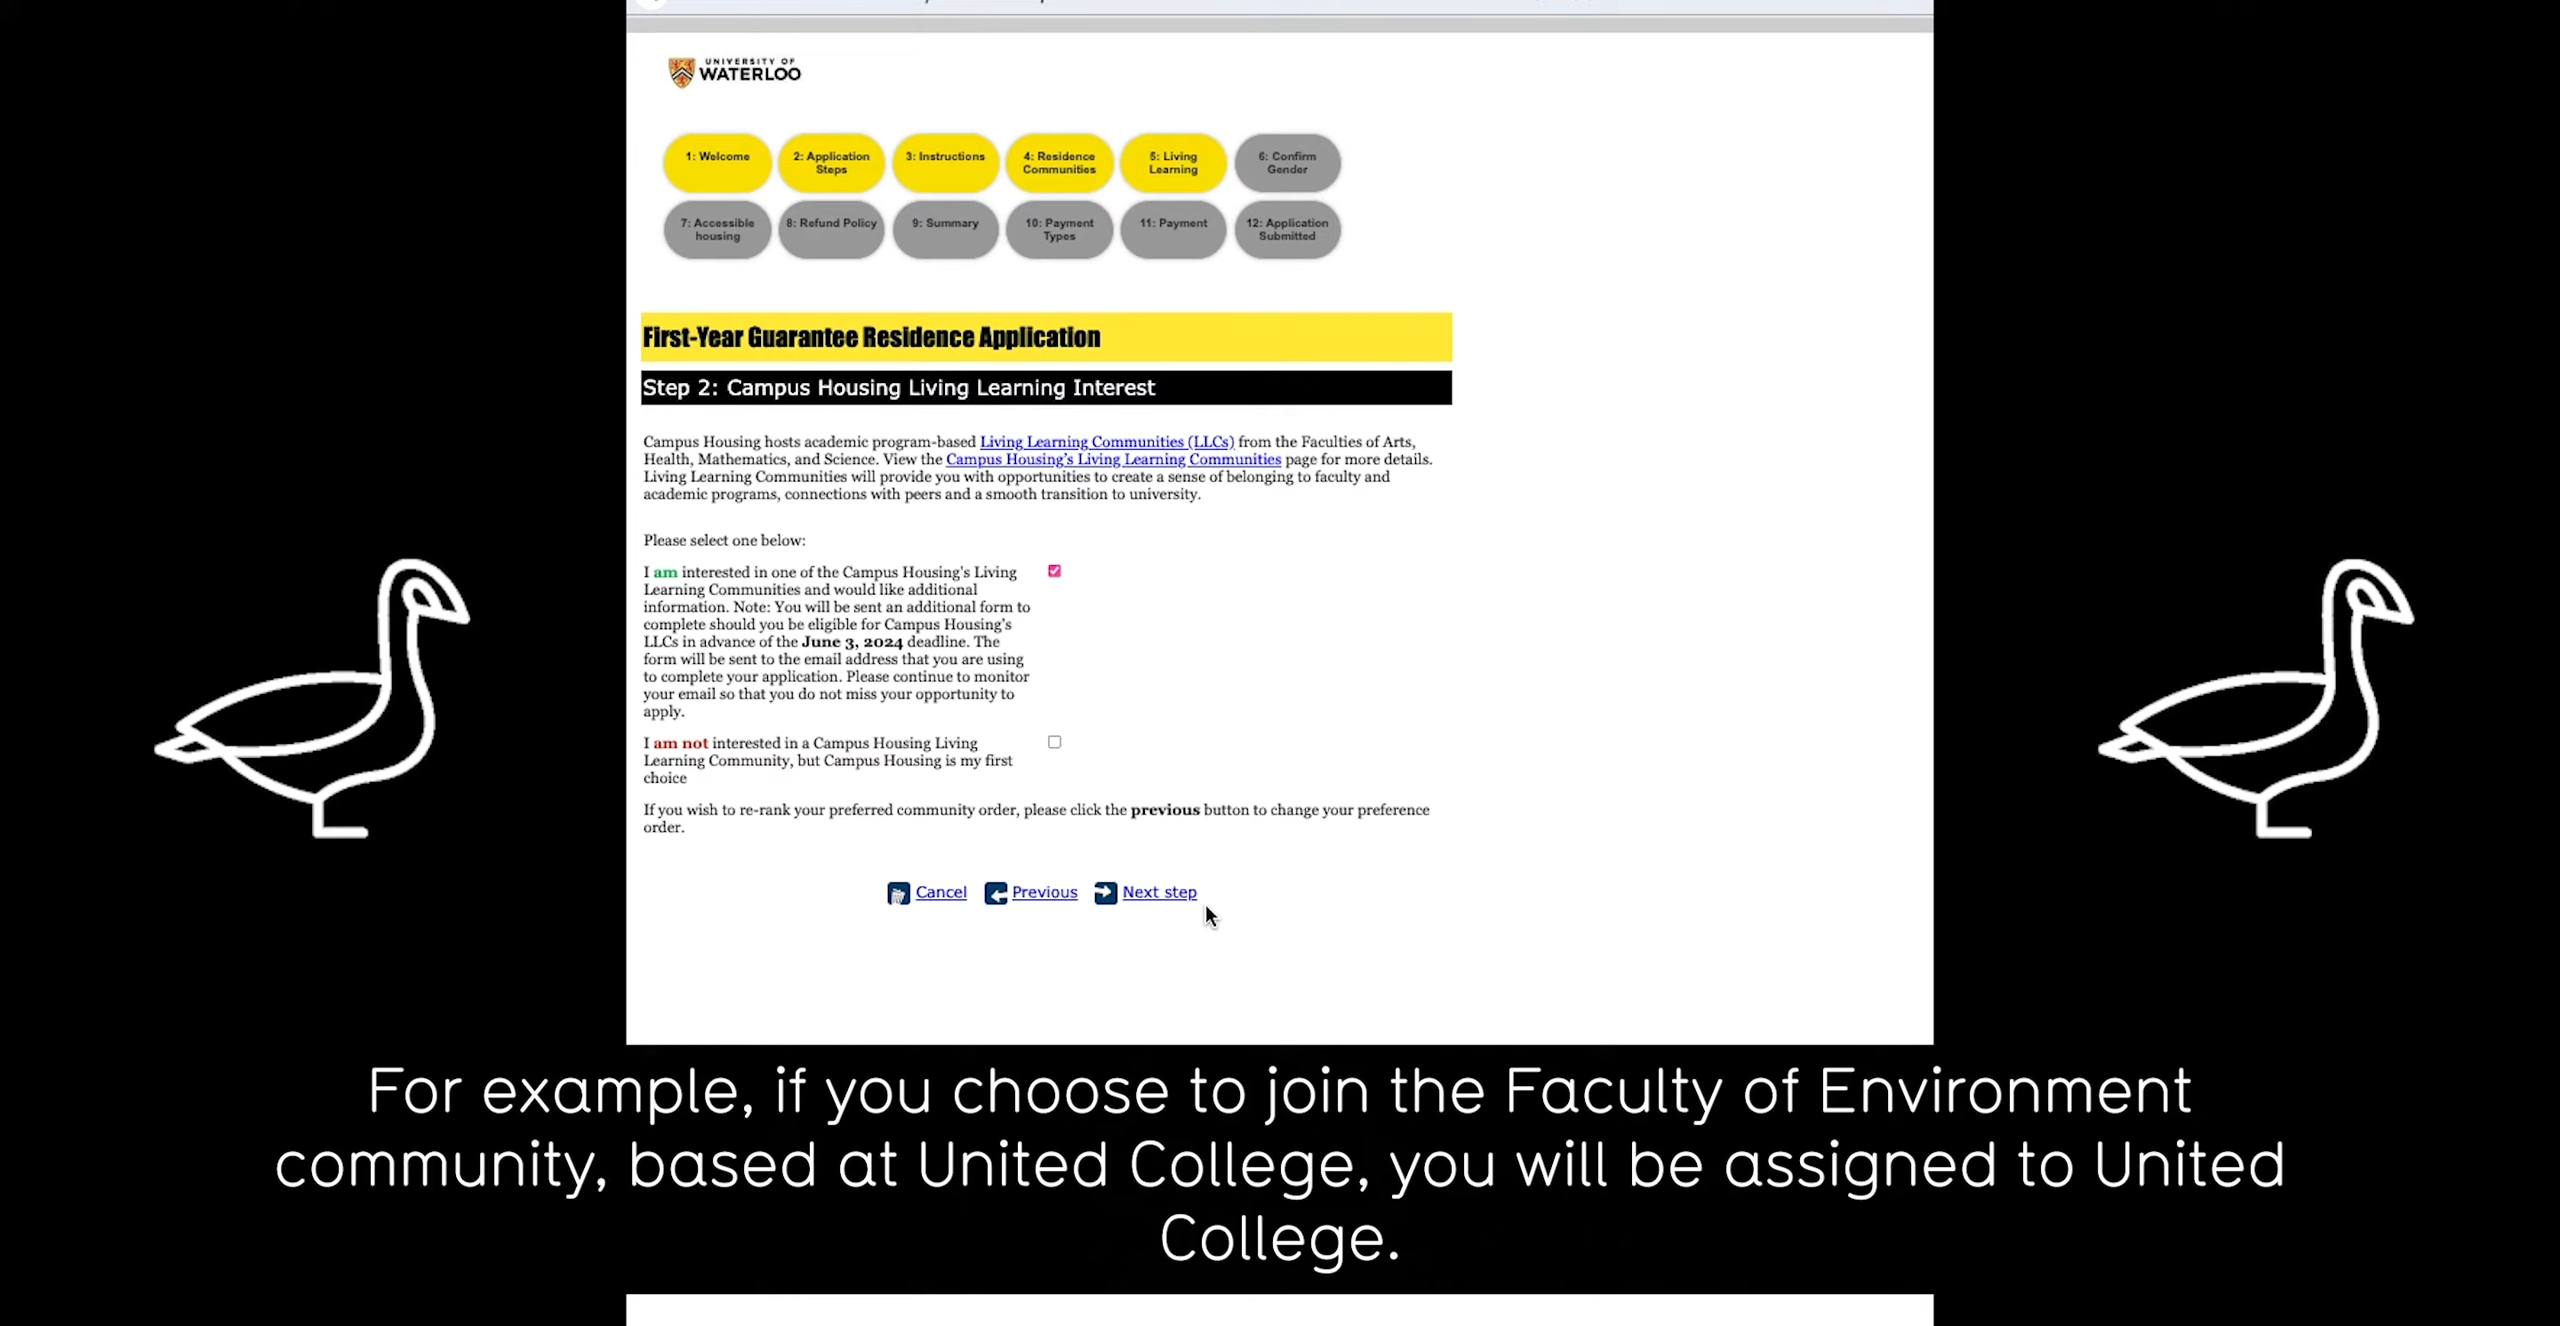 UNIVERSITY OF
WATERLOO
1: Welcome
2: Application
Steps
3: Instructions
4: Residence
Communities
5: Living
Learning
6: Confirm
Gender
7: Accessible
housing
8: Refund Policy
9: Summary
10: Payment
Types
11: Payment
12: Application
Submitted
First-Year Guarantee Residence Application
Step 2: Campus Housing Living Learning Interest
Campus Housing hosts academic program-based Living Learning Communities (LLCs) from the Faculties of Arts,
Health, Mathematics, and Science. View the Campus Housing's Living Learning Communities page for more details.
Living Learning Communities will provide you with opportunities to create a sense of belonging to faculty and
academic programs, connections with peers and a smooth transition to university.
Please select one below:
I am interested in one of the Campus Housing's Living
Learning Communities and would like additional
information. Note: You will be sent an additional form to
complete should you be eligible for Campus Housing's
LLCs in advance of the June 3, 2024 deadline. The
form will be sent to the email address that you are using
to complete your application. Please continue to monitor
your email so that you do not miss your opportunity to
apply.
I am not interested in a Campus Housing Living
Learning Community, but Campus Housing is my first
choice
If you wish to re-rank your preferred community order, please click the previous button to change your preference
order.
Cancel Previous Next step
For example, if you choose to join the Faculty of Environment
community, based at United College, you will be assigned to United
College.